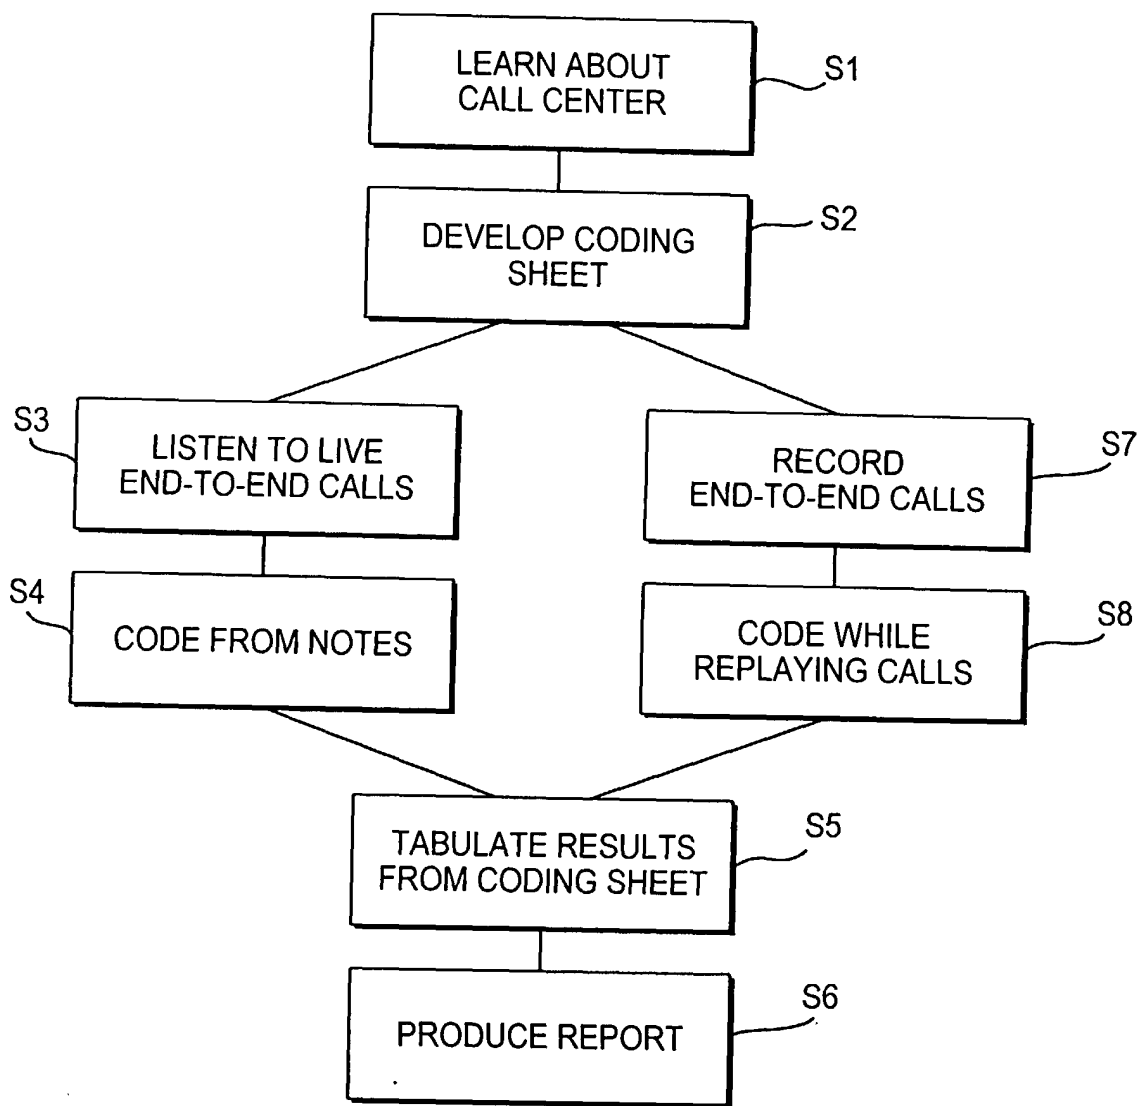 LEARN ABOUT
CALL CENTER
S1
DEVELOP CODING
SHEET
S2
S3
LISTEN TO LIVE
END-TO-END CALLS
RECORD
END-TO-END CALLS
S7
S4
CODE FROM NOTES
CODE WHILE
REPLAYING CALLS
S8
TABULATE RESULTS
FROM CODING SHEET
S5
PRODUCE REPORT
S6